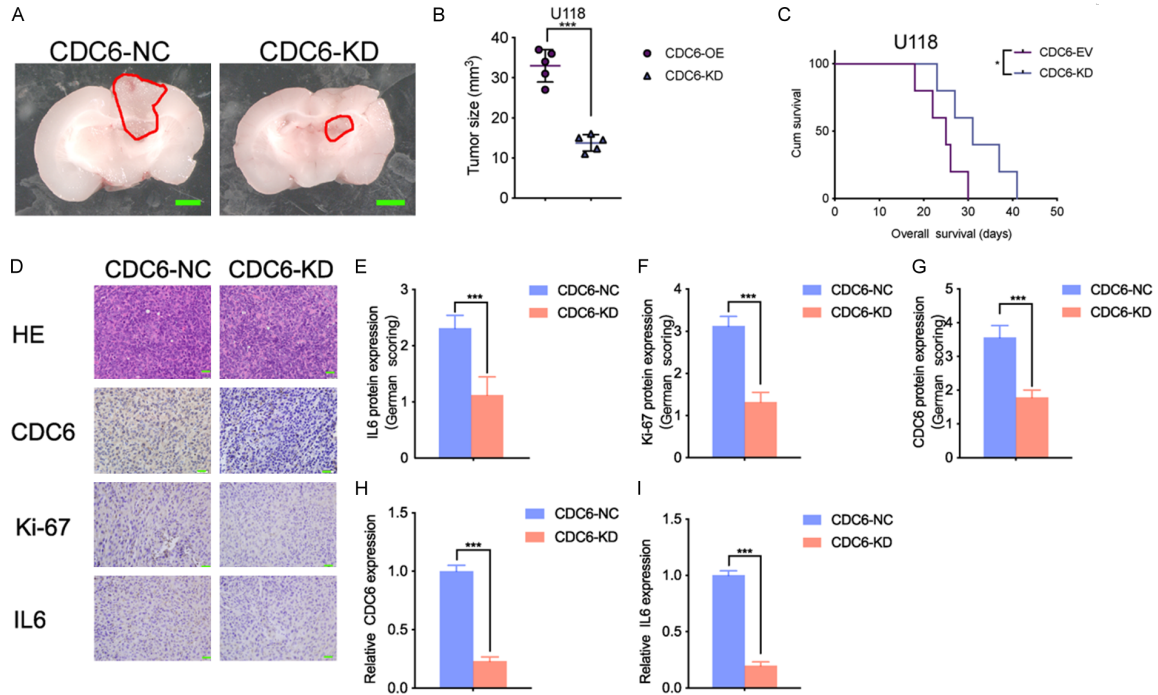 A
CDC6-NC
CDC6-KD
B
U118
***
Tumor size (mm³)
40
30
20
10
0
CDC6-OE
CDC6-KD
C
U118
CDC6-EV
*
CDC6-KD
Cum survival
100
50
0
0 10 20 30 40 50
Overall survival (days)
D
CDC6-NC CDC6-KD
HE
CDC6
Ki-67
IL6
E
IL6 protein expression
(German scoring)
3
2
1
0
***
CDC6-NC
CDC6-KD
F
Ki-67 protein expression
(German scoring)
4
3
2
1
0
***
CDC6-NC
CDC6-KD
G
CDC6 protein expression
(German scoring)
5
4
3
2
1
0
***
CDC6-NC
CDC6-KD
H
Relative CDC6 expression
1.5
1.0
0.5
0.0
***
CDC6-NC
CDC6-KD
I
Relative IL6 expression
1.5
1.0
0.5
0.0
***
CDC6-NC
CDC6-KD